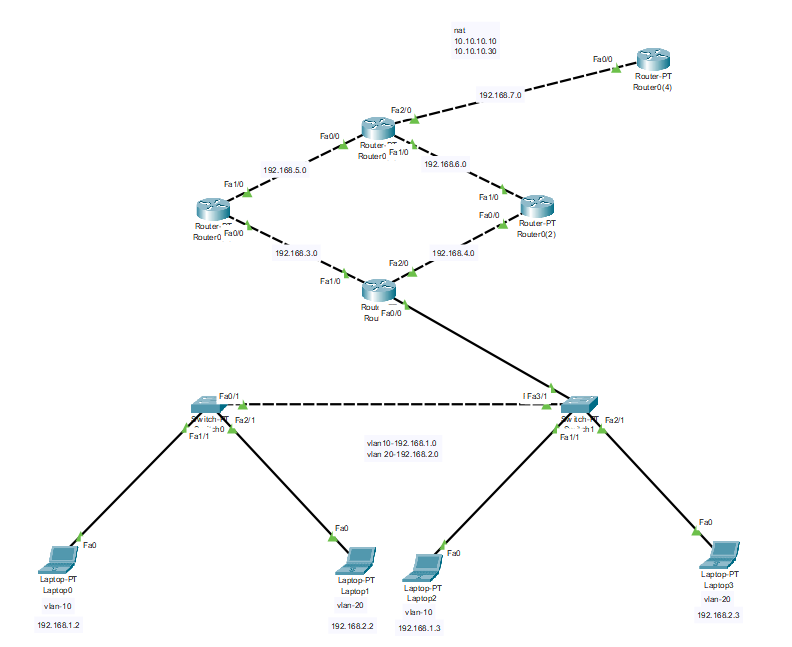 nat
10.10.10.10
10.10.10.30
Fa0/0
Router-PT
Router0(4)
192.168.7.0
Fa2/0
Fa0/0
Router-
Router0
Fa1/0
192.168.5.0
192.168.6.0
Fa1/0
Router-PT
Router0
Fa0/0
Fa1/0
Fa0/0
Router-PT
Router0(2)
192.168.3.0
192.168.4.0
Fa2/0
Fa1/0
Fa0/0
Fa0/1
Fa3/1
Switch-PT
Fa2/1
Fa1/1
Switch-PT
Switch1
Fa2/1
Fa1/1
vlan10-192.168.1.0
vlan 20-192.168.2.0
Fa0
Laptop-PT
Laptop0
vlan-10
192.168.1.2
Fa0
Laptop-PT
Laptop1
vlan-20
192.168.2.2
Fa0
Laptop-PT
Laptop2
vlan-10
192.168.1.3
Fa0
Laptop-PT
Laptop3
vlan-20
192.168.2.3